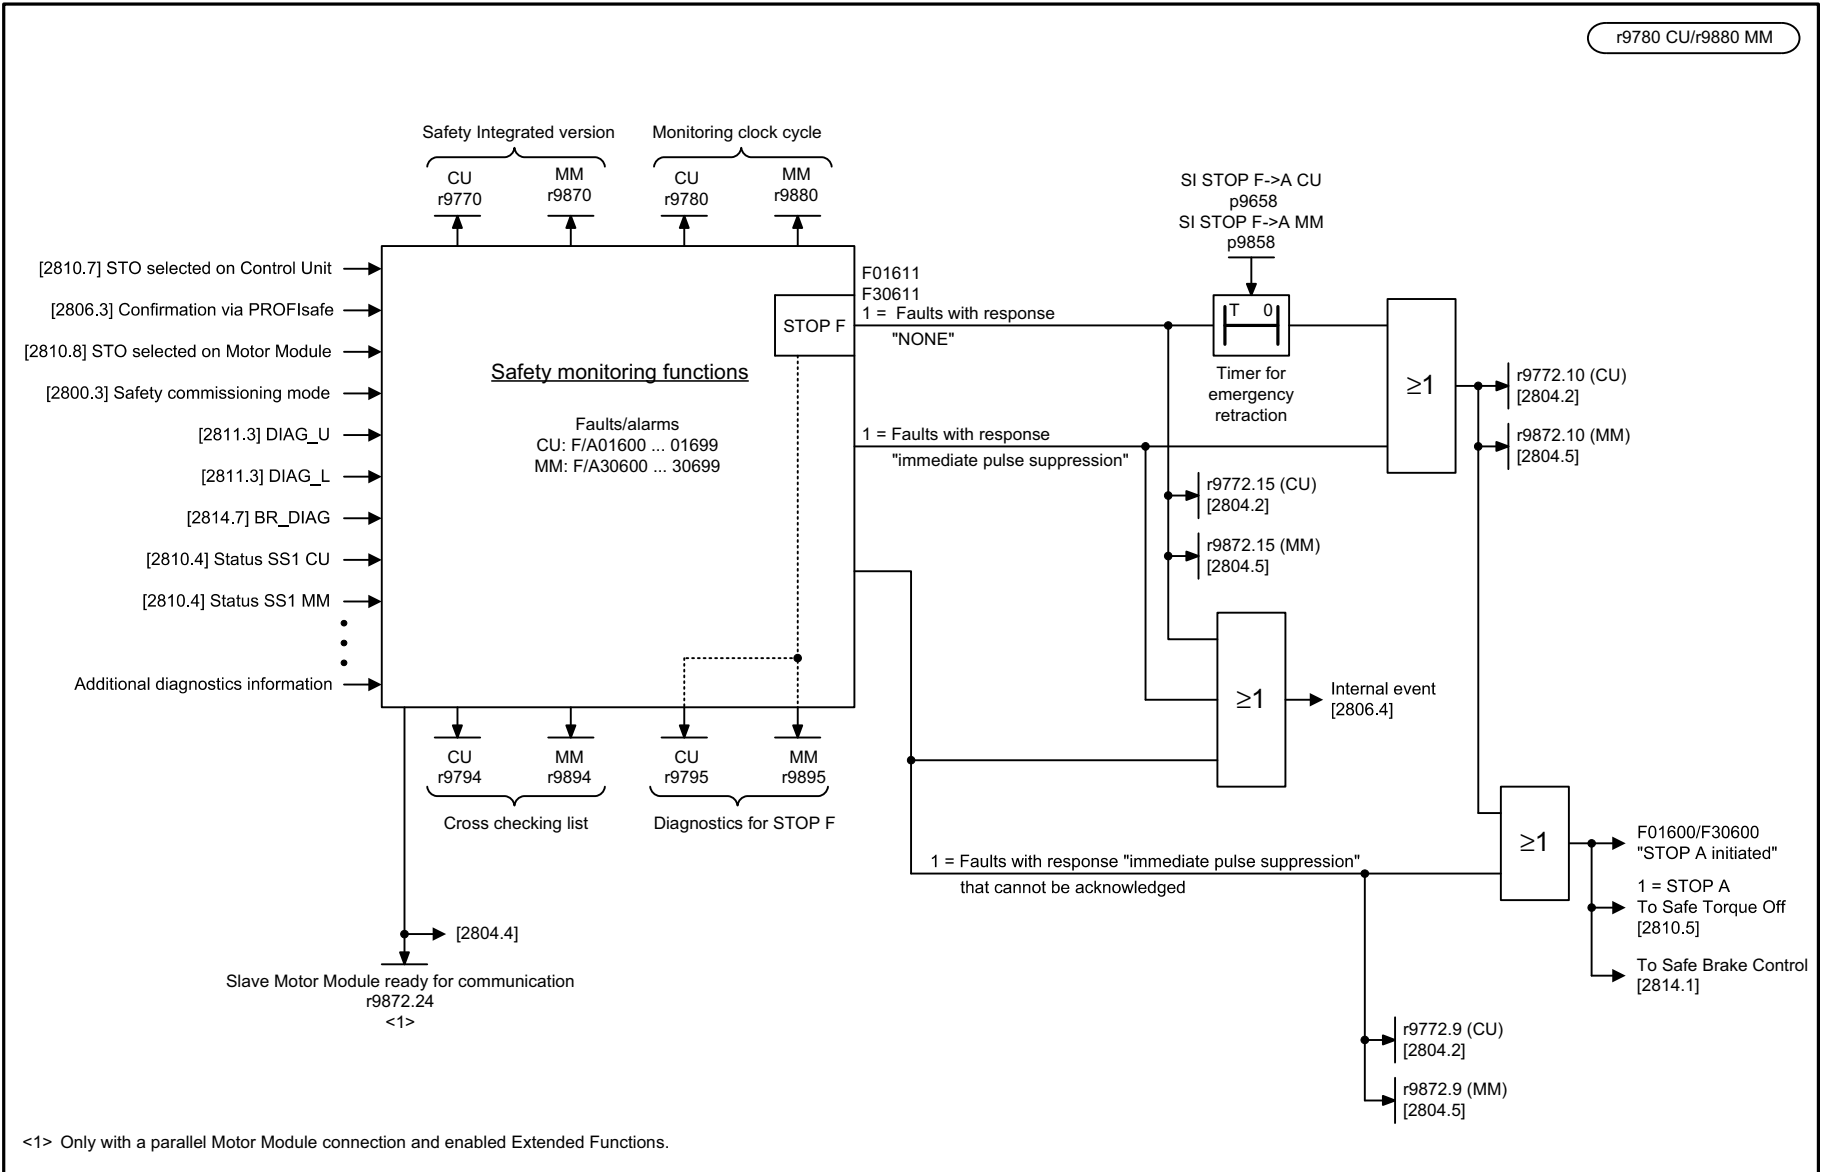 r9780 CU/r9880 MM
Safety Integrated version
Monitoring clock cycle
CU
r9770
MM
r9870
CU
r9780
MM
r9880
SI STOP F->A CU
p9658
SI STOP F->A MM
p9858
[2810.7] STO selected on Control Unit
[2806.3] Confirmation via PROFIsafe
[2810.8] STO selected on Motor Module
[2800.3] Safety commissioning mode
[2811.3] DIAG_U
[2811.3] DIAG_L
[2814.7] BR_DIAG
[2810.4] Status SS1 CU
[2810.4] Status SS1 MM
Additional diagnostics information
Safety monitoring functions
Faults/alarms
CU: F/A01600 ... 01699
MM: F/A30600 ... 30699
STOP F
F01611
F30611
1 = Faults with response
"NONE"
T 0
Timer for
emergency
retraction
≥1
r9772.10 (CU)
[2804.2]
r9872.10 (MM)
[2804.5]
1 = Faults with response
"immediate pulse suppression"
r9772.15 (CU)
[2804.2]
r9872.15 (MM)
[2804.5]
≥1
Internal event
[2806.4]
CU
r9794
MM
r9894
CU
r9795
MM
r9895
Cross checking list
Diagnostics for STOP F
1 = Faults with response "immediate pulse suppression"
that cannot be acknowledged
≥1
F01600/F30600
"STOP A initiated"
1 = STOP A
To Safe Torque Off
[2810.5]
To Safe Brake Control
[2814.1]
[2804.4]
Slave Motor Module ready for communication
r9872.24
<1>
r9772.9 (CU)
[2804.2]
r9872.9 (MM)
[2804.5]
<1> Only with a parallel Motor Module connection and enabled Extended Functions.